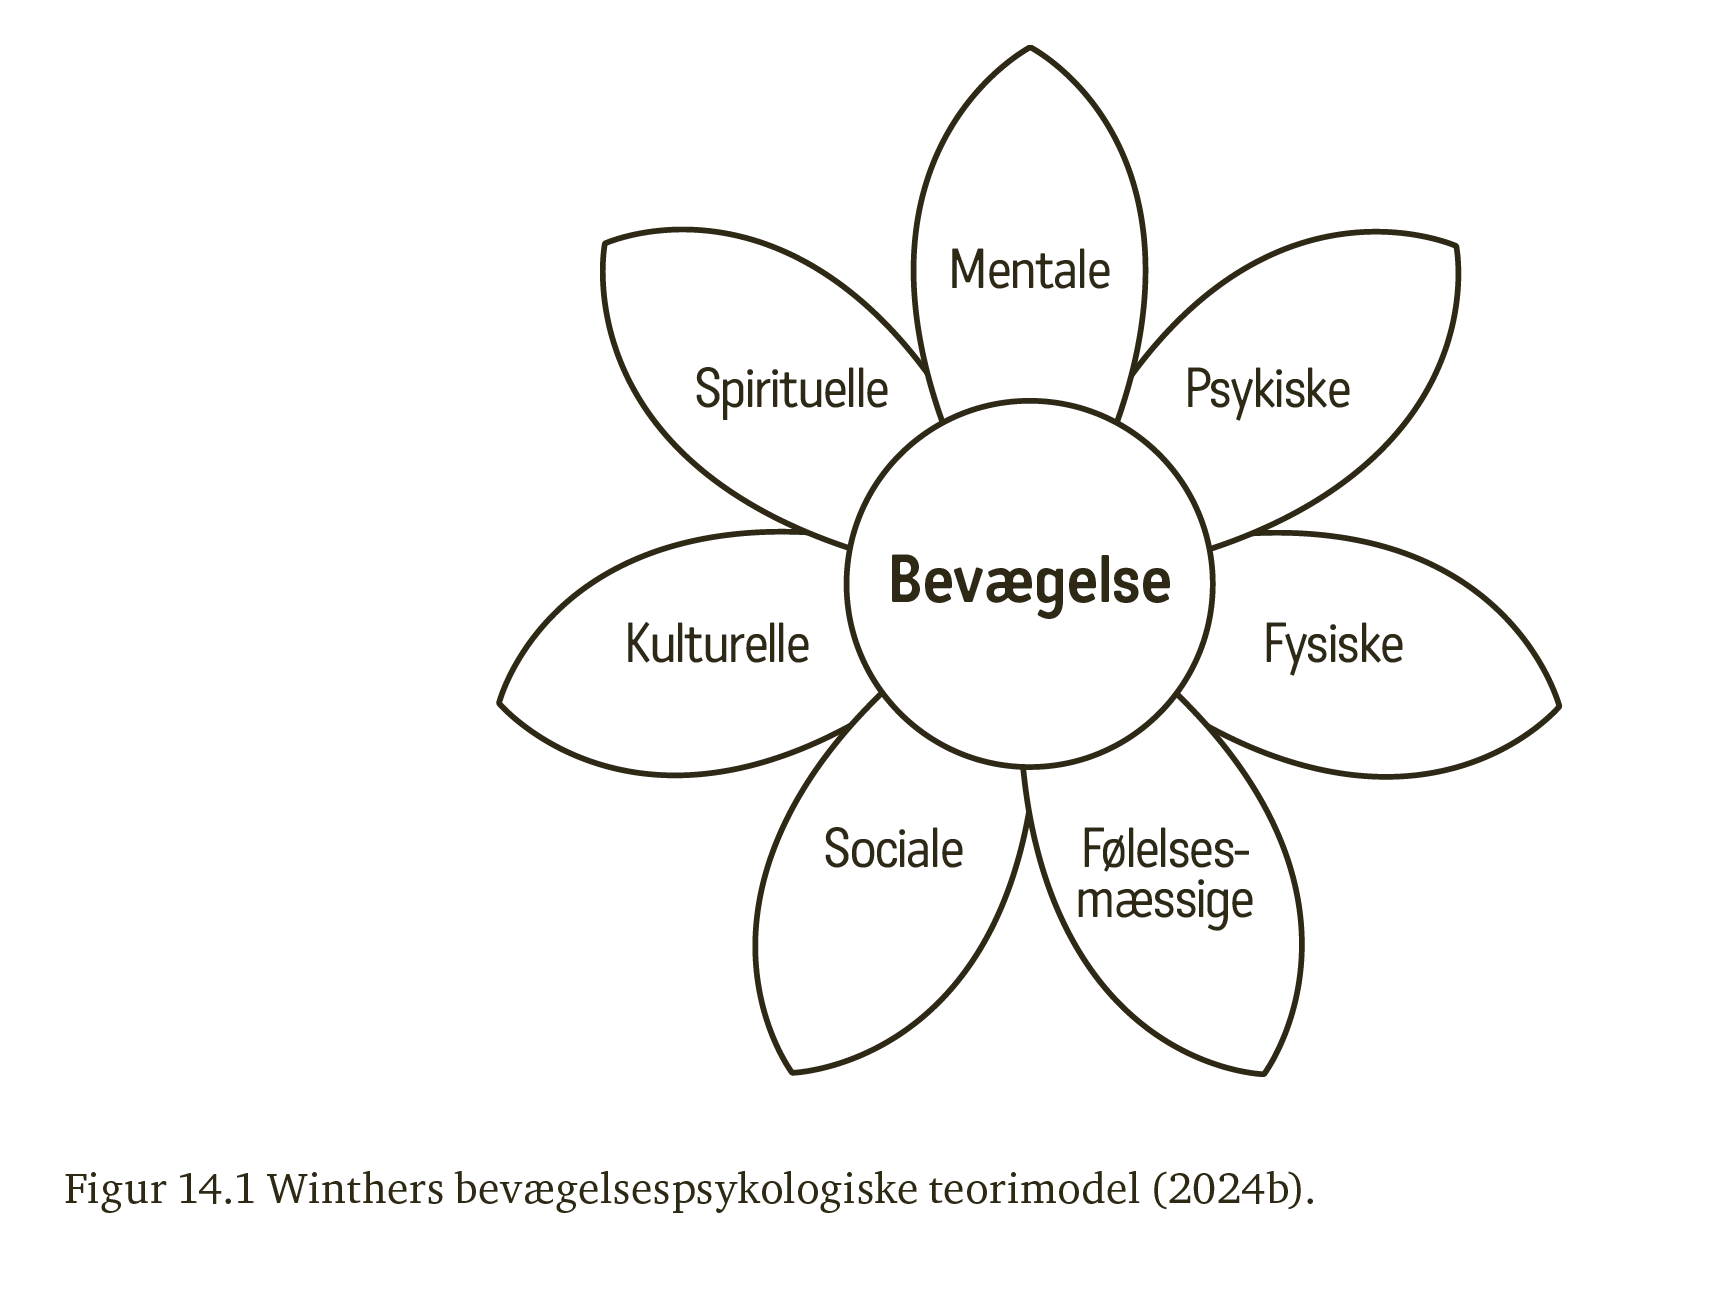 Mentale
Spirituelle
Psykiske
Bevægelse
Kulturelle
Fysiske
Sociale
Følelses-
mæssige
Figur 14.1 Winthers bevægelsespsykologiske teorimodel (2024b).